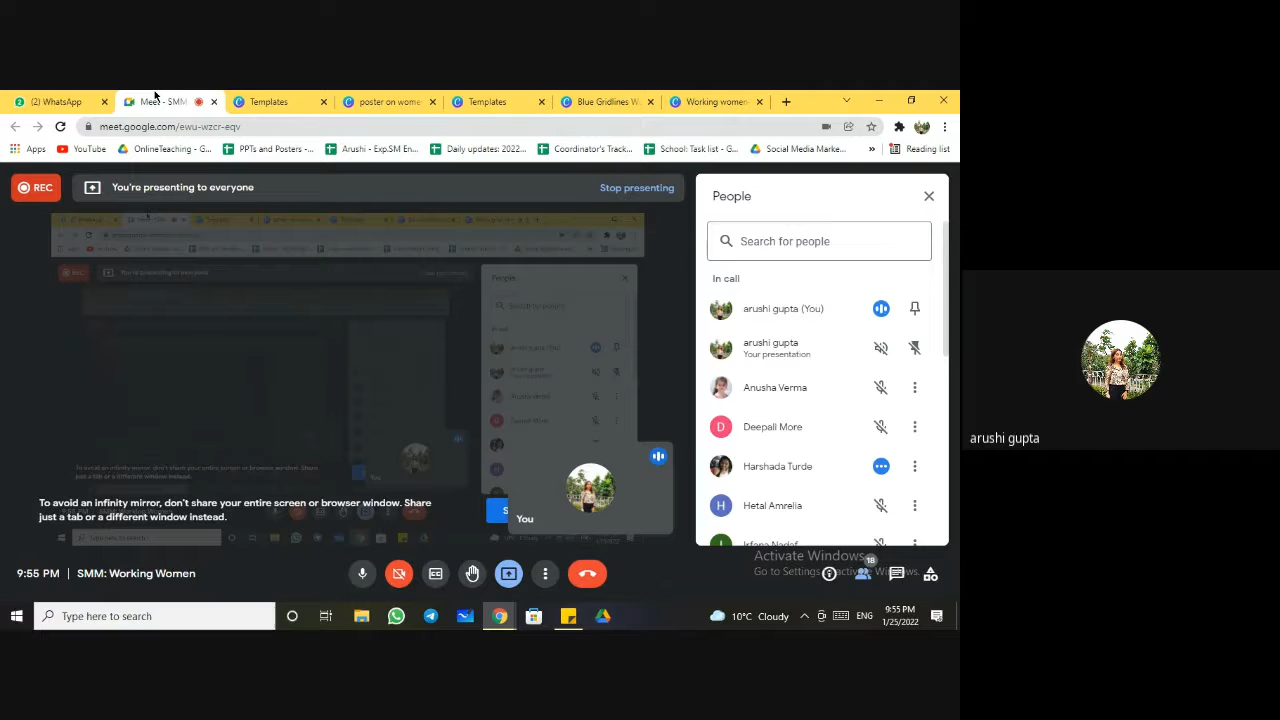 (2) WhatsApp
Meet - SMM
Templates
poster on wome
Templates
Blue Gridlines W
Working women
meet.google.com/ewu-wzcr-eqv
Apps
YouTube
OnlineTeaching - G...
PPTs and Posters -...
Arushi - Exp.SM En...
Daily updates: 2022...
Coordinator's Track...
School: Task list - G...
Social Media Marke...
»
Reading list
REC
You're presenting to everyone
Stop presenting
People
Search for people
In call
arushi gupta (You)
arushi gupta
Your presentation
Anusha Verma
Deepali More
Harshada Turde
Hetal Amrelia
Irfana Nadaf
To avoid an infinity mirror, don't share your entire screen or browser window. Share
just a tab or a different window instead.
You
arushi gupta
9:55 PM | SMM: Working Women
18
Activate Windows
Go to Settings
Type here to search
10°C Cloudy
ENG
9:55 PM
1/25/2022